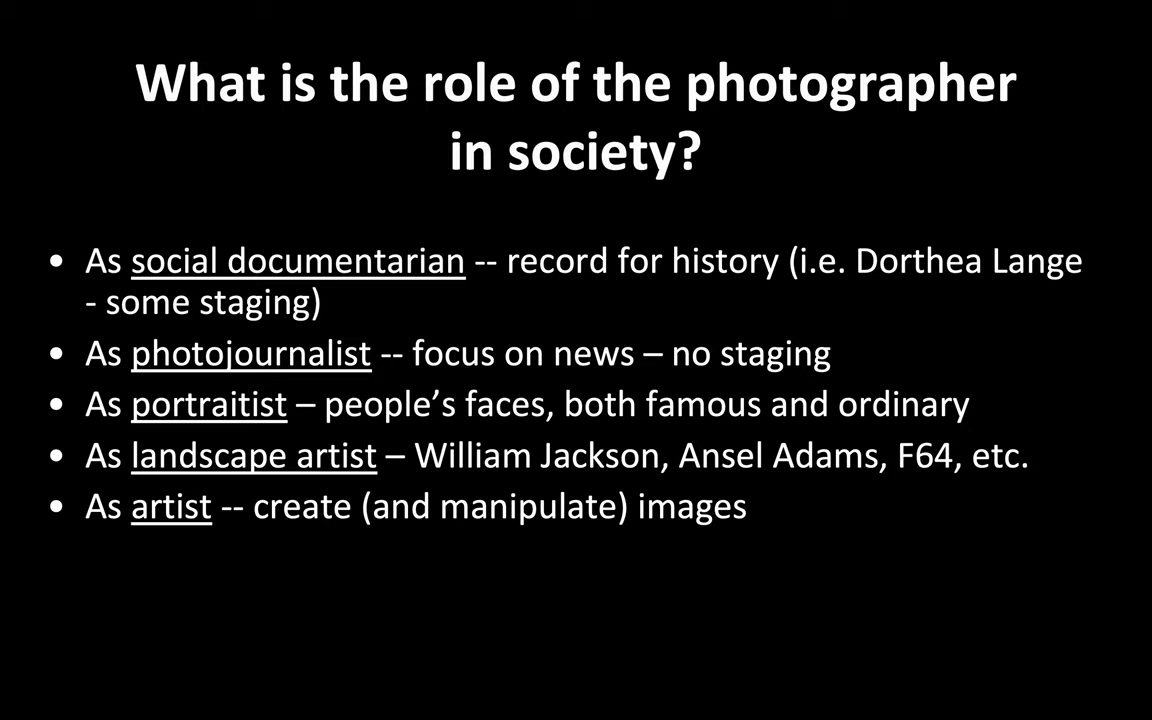 What is the role of the photographer
in society?
• As social documentarian -- record for history (i.e. Dorthea Lange
- some staging)
• As photojournalist -- focus on news – no staging
• As portraitist – people’s faces, both famous and ordinary
• As landscape artist – William Jackson, Ansel Adams, F64, etc.
• As artist -- create (and manipulate) images